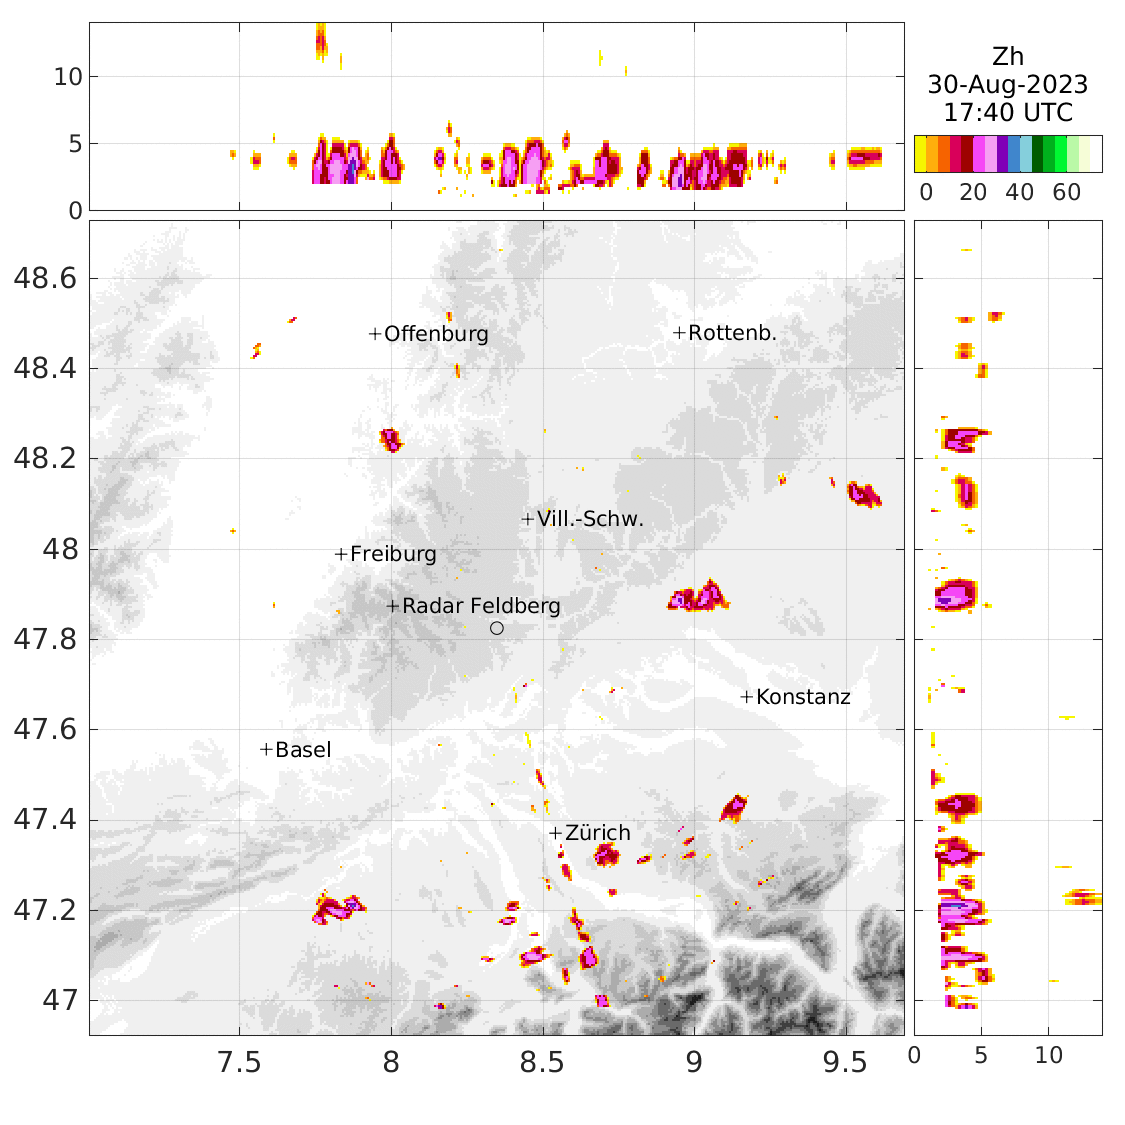 10
5
0
Zh
30-Aug-2023
17:40 UTC
0 20 40 60
48.6
48.4
48.2
48
47.8
47.6
47.4
47.2
47
Offenburg
Rottenb.
Vill.-Schw.
Freiburg
Radar Feldberg
Konstanz
Basel
Zürich
7.5 8 8.5 9 9.5
0 5 10